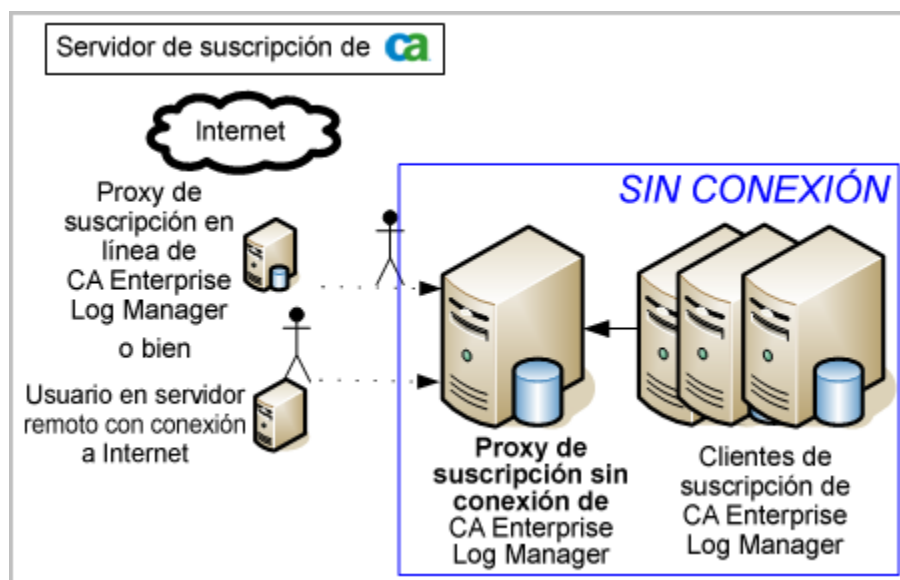 Servidor de suscripción de ca
Internet
Proxy de
suscripción en
línea de
CA Enterprise
Log Manager
o bien
Usuario en servidor
remoto con conexión
a Internet
SIN CONEXIÓN
Proxy de
suscripción sin
conexión de
CA Enterprise
Log Manager
Clientes de
suscripción de
CA Enterprise
Log Manager